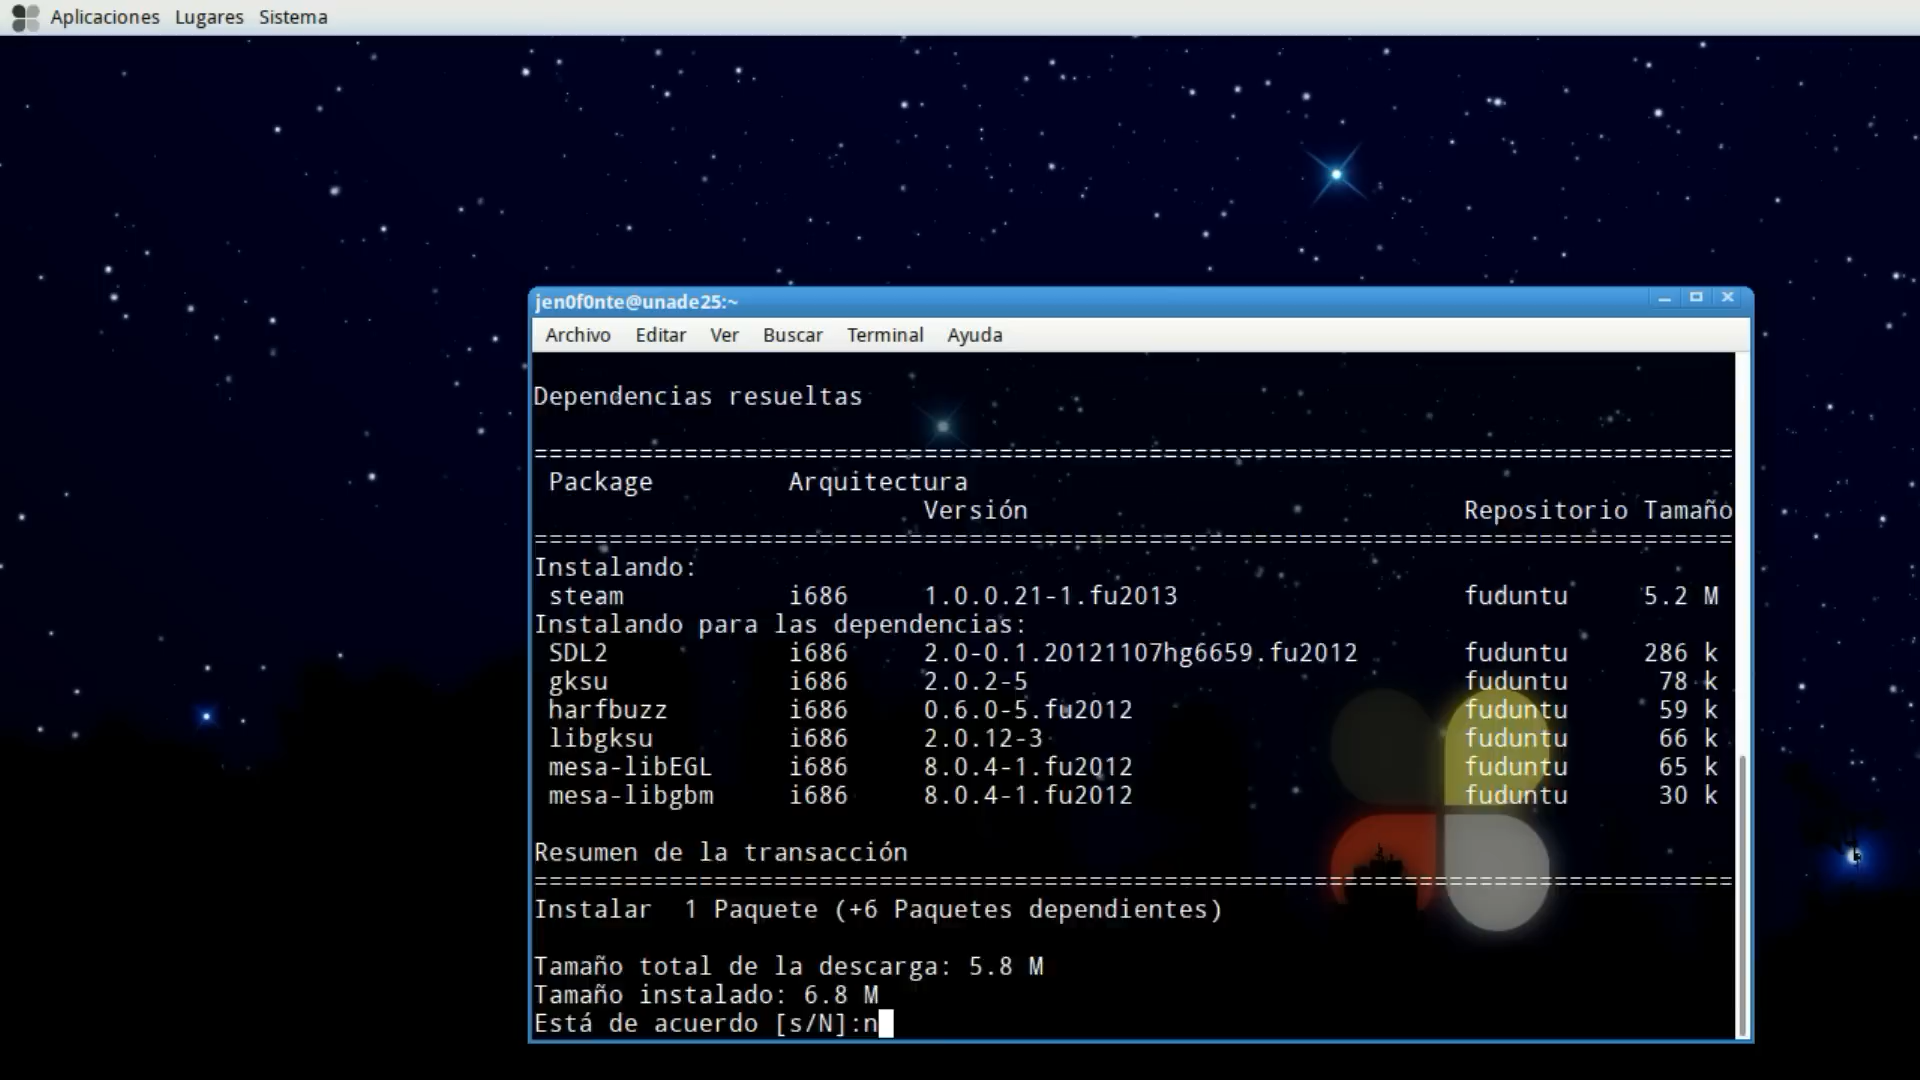 Aplicaciones Lugares Sistema
jen0f0nte@unade25:~
Archivo Editar Ver Buscar Terminal Ayuda
Dependencias resueltas
================================================================================
Package Arquitectura
Versión Repositorio Tamaño
================================================================================
Instalando:
steam i686 1.0.0.21-1.fu2013 fuduntu 5.2 M
Instalando para las dependencias:
SDL2 i686 2.0-0.1.20121107hg6659.fu2012 fuduntu 286 k
gksu i686 2.0.2-5 fuduntu 78 k
harfbuzz i686 0.6.0-5.fu2012 fuduntu 59 k
libgksu i686 2.0.12-3 fuduntu 66 k
mesa-libEGL i686 8.0.4-1.fu2012 fuduntu 65 k
mesa-libgbm i686 8.0.4-1.fu2012 fuduntu 30 k
Resumen de la transacción
================================================================================
Instalar 1 Paquete (+6 Paquetes dependientes)
Tamaño total de la descarga: 5.8 M
Tamaño instalado: 6.8 M
Está de acuerdo [s/N]:n